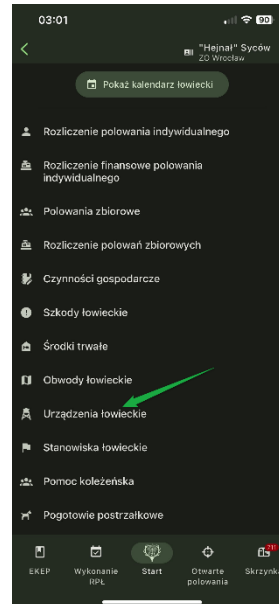 03:01
90
"Hejnał" Syców
ZO Wrocław
Pokaż kalendarz łowiecki
Rozliczenie polowania indywidualnego
Rozliczenie finansowe polowania
indywidualnego
Polowania zbiorowe
Rozliczenie polowań zbiorowych
Czynności gospodarcze
Szkody łowieckie
Środki trwałe
Obwody łowieckie
Urządzenia łowieckie
Stanowiska łowieckie
Pomoc koleżeńska
Pogotowie postrzałkowe
211
EKEP
Wykonanie
RPŁ
Start
Otwarte
polowania
Skrzynk